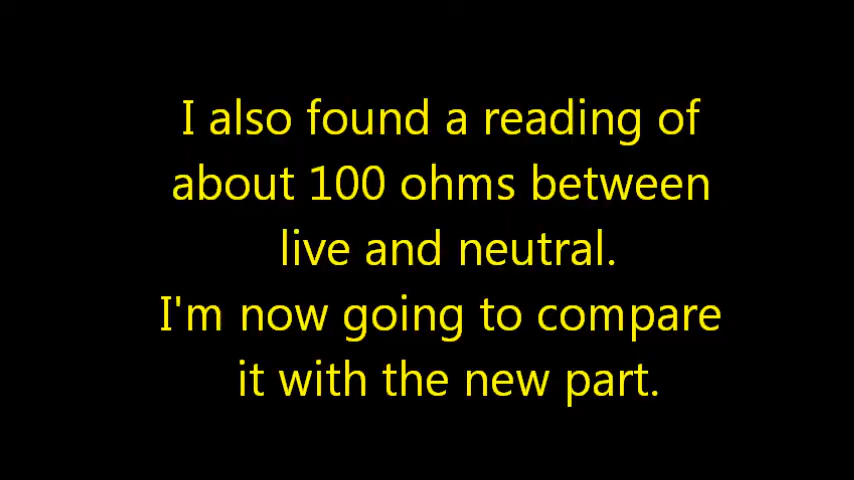 I also found a reading of
about 100 ohms between
live and neutral.
I'm now going to compare
it with the new part.